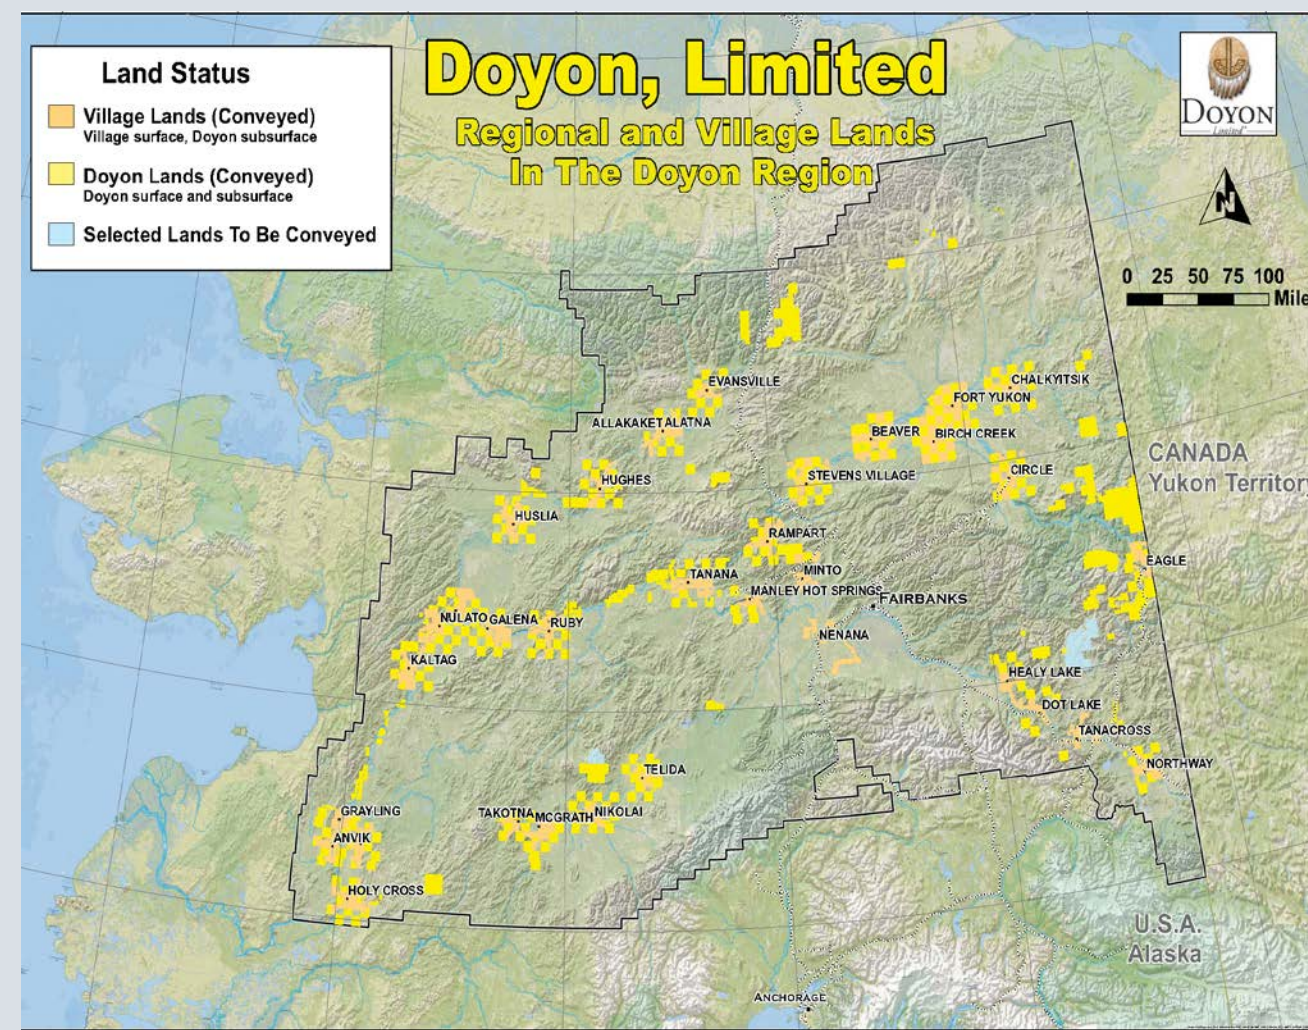 Doyon, Limited
Regional and Village Lands
In The Doyon Region
Land Status
Village Lands (Conveyed)
Village surface, Doyon subsurface
Doyon Lands (Conveyed)
Doyon surface and subsurface
Selected Lands To Be Conveyed
DOYON
Limited
N
0 25 50 75 100
Mile
EVANSVILLE
CHALKYITSIK
FORT YUKON
ALLAKAKET ALATNA
BEAVER
BIRCH CREEK
CANADA
Yukon Territory
HUGHES
STEVENS VILLAGE
CIRCLE
HUSLIA
RAMPART
EAGLE
TANANA
MINTO
MANLEY HOT SPRINGS
FAIRBANKS
NULATO GALENA RUBY
NENANA
KALTAG
HEALY LAKE
DOT LAKE
TANACROSS
TELIDA
NORTHWAY
GRAYLING
TAKOTNA MCGRATH NIKOLAI
ANVIK
HOLY CROSS
U.S.A.
Alaska
ANCHORAGE